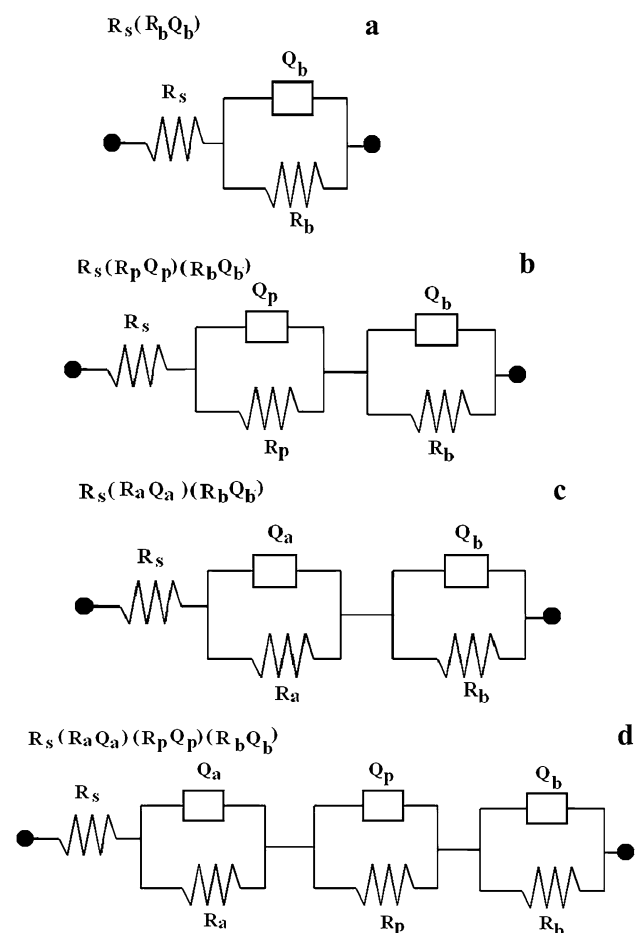 Rs(RbQb)
a
Qb
Rs
Rb
Rs(RpQp)(RbQb)
b
Qp
Qb
Rs
Rp
Rb
Rs(RaQa)(RbQb)
c
Qa
Qb
Rs
Ra
Rb
Rs(RaQa)(RpQp)(RbQb)
d
Qa
Qp
Qb
Rs
Ra
Rp
Rb